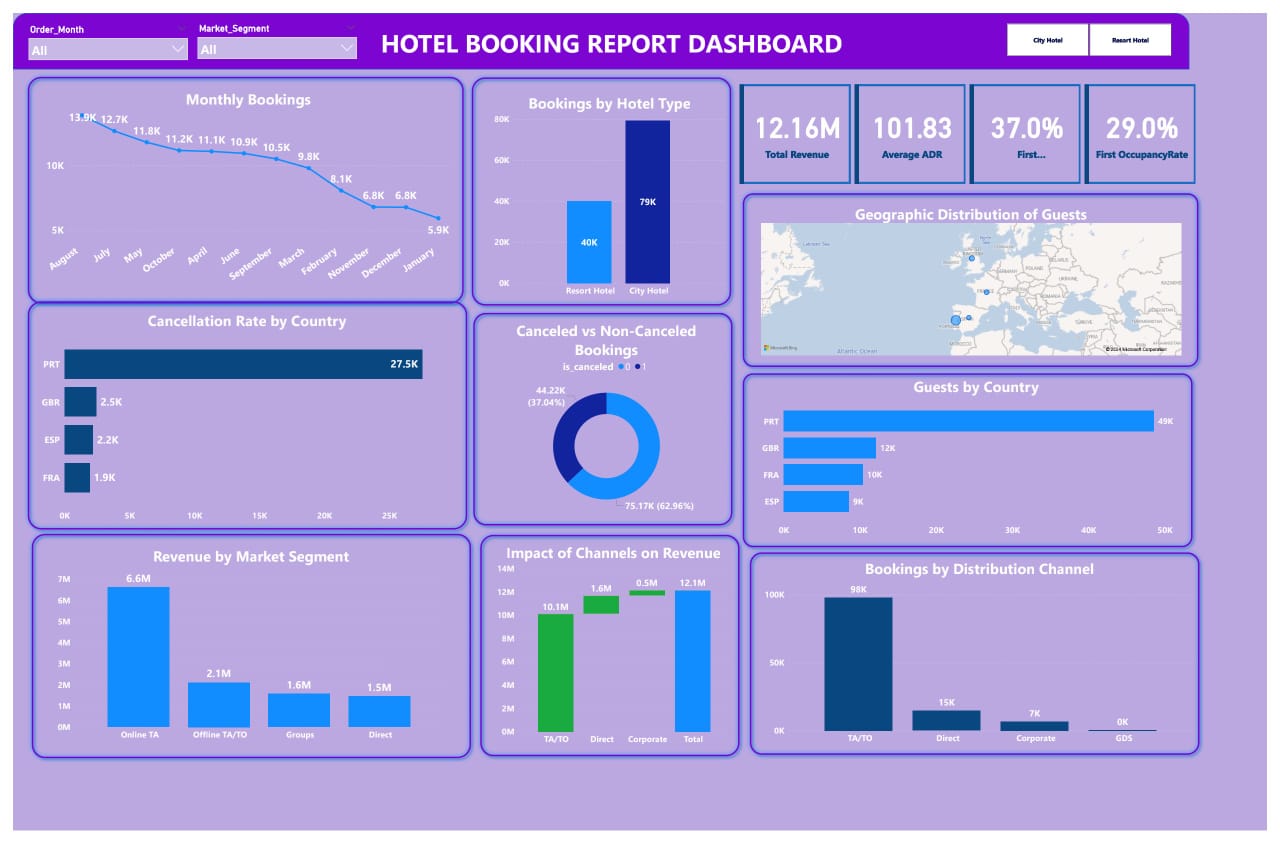 Order_Month
All
Market_Segment
All
HOTEL BOOKING REPORT DASHBOARD
City Hotel
Resort Hotel
Monthly Bookings
13.9K
12.7K
11.8K
11.2K
11.1K
10.9K
10.5K
9.8K
8.1K
6.8K
6.8K
5.9K
10K
5K
August
July
May
October
April
June
September
March
February
November
December
January
Bookings by Hotel Type
80K
60K
40K
20K
0K
40K
79K
Resort Hotel
City Hotel
12.16M
Total Revenue
101.83
Average ADR
37.0%
First...
29.0%
First OccupancyRate
Geographic Distribution of Guests
Labrador Sea
POLAND
BELARUS
GERMANY
UKRAINE
ROMANIA
TÜRKİYE
SYRIA
MOROCCO
Atlantic Ocean
Microsoft Bing
© 2024 Microsoft Corporation
Cancellation Rate by Country
PRT
27.5K
GBR
2.5K
ESP
2.2K
FRA
1.9K
0K
5K
10K
15K
20K
25K
Canceled vs Non-Canceled
Bookings
is_canceled
0
1
44.22K
(37.04%)
75.17K (62.96%)
Guests by Country
PRT
49K
GBR
12K
FRA
10K
ESP
9K
0K
10K
20K
30K
40K
50K
Revenue by Market Segment
7M
6M
5M
4M
3M
2M
1M
0M
6.6M
2.1M
1.6M
1.5M
Online TA
Offline TA/TO
Groups
Direct
Impact of Channels on Revenue
14M
12M
10M
8M
6M
4M
2M
0M
10.1M
1.6M
0.5M
12.1M
TA/TO
Direct
Corporate
Total
Bookings by Distribution Channel
100K
50K
0K
98K
15K
7K
0K
TA/TO
Direct
Corporate
GDS